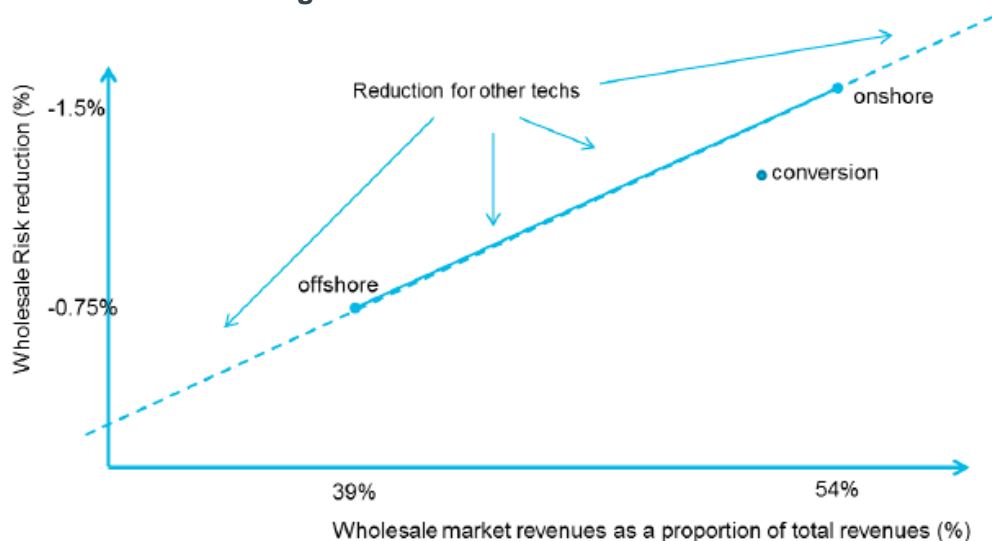 Wholesale Risk reduction (%)
-1.5%
-0.75%
Reduction for other techs
onshore
conversion
offshore
39%
54%
Wholesale market revenues as a proportion of total revenues (%)